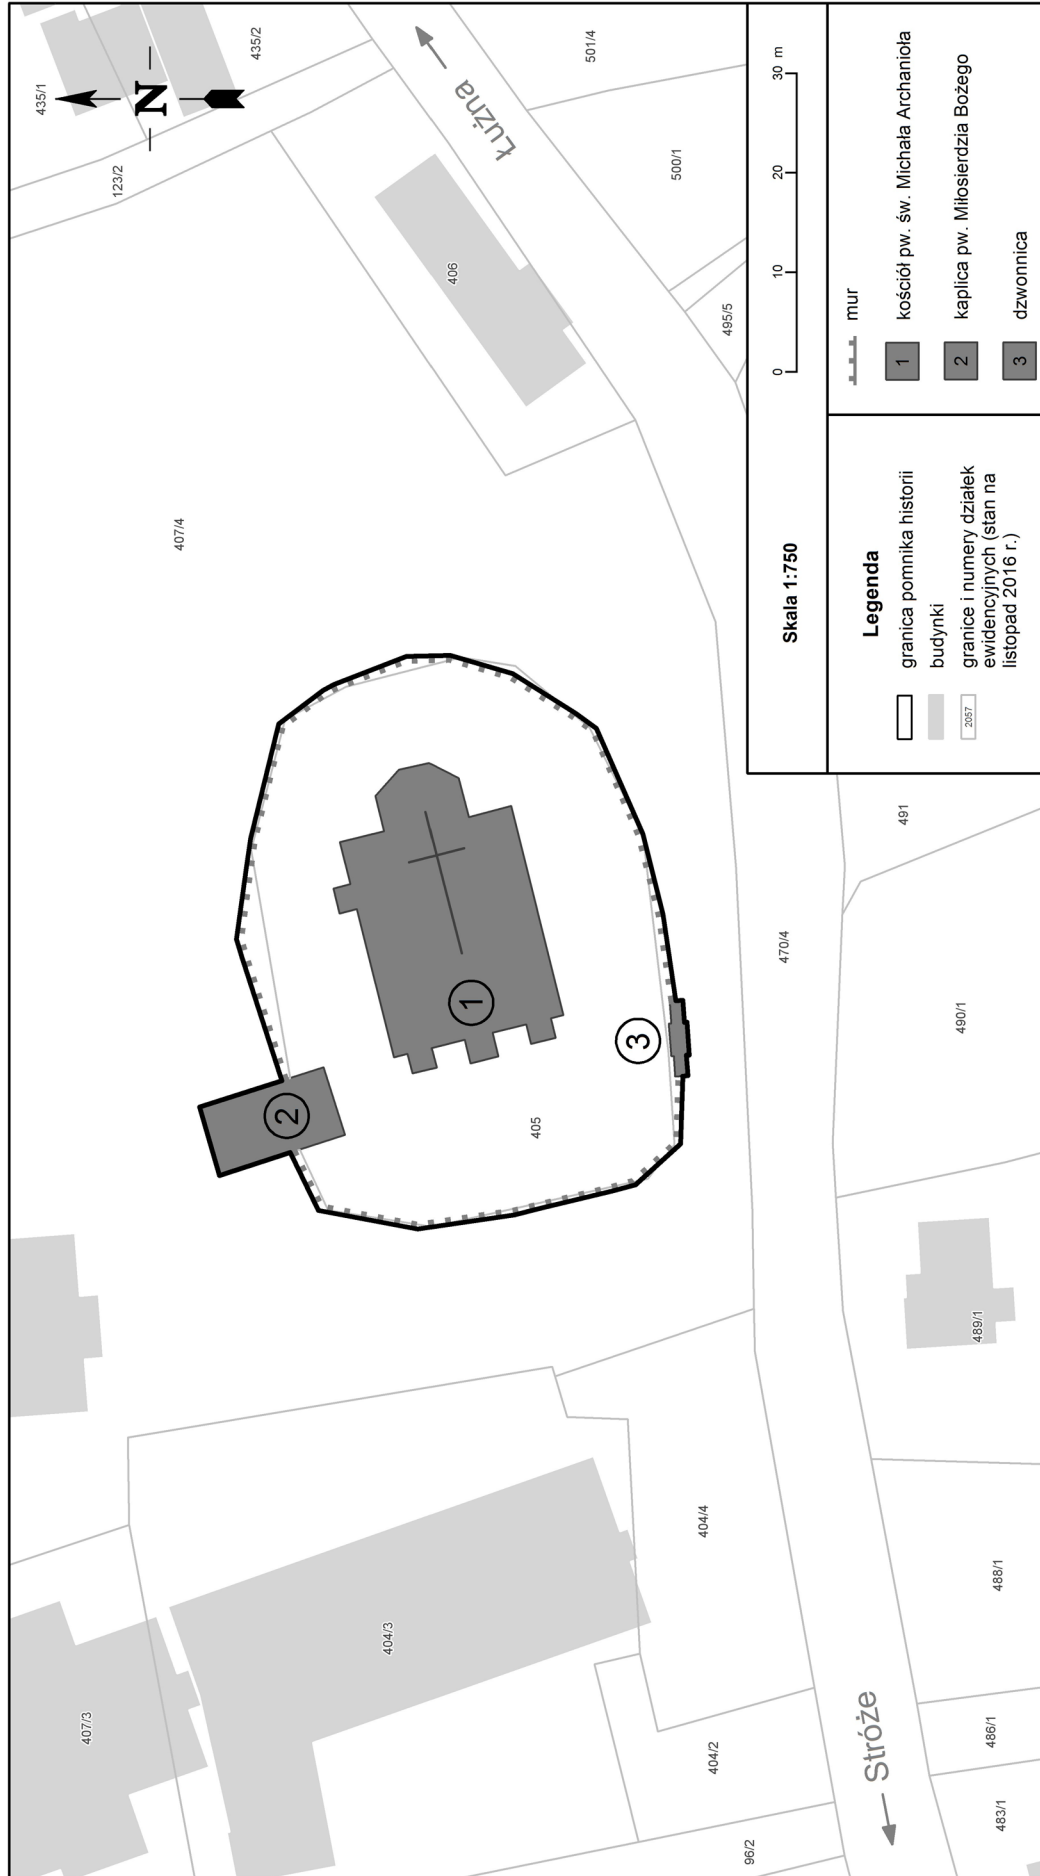 435/1
435/2
N
123/2
Łużna
501/4
500/1
406
495/5
407/4
2
1
3
405
470/4
491
490/1
489/1
407/3
404/3
404/4
404/2
96/2
Stróże
488/1
486/1
483/1
Skala 1:750
0 10 20 30 m
Legenda
granica pomnika historii
budynki
2057
granice i numery działek
ewidencyjnych (stan na
listopad 2016 r.)
mur
1 kościół pw. św. Michała Archanioła
2 kaplica pw. Miłosierdzia Bożego
3 dzwonnica